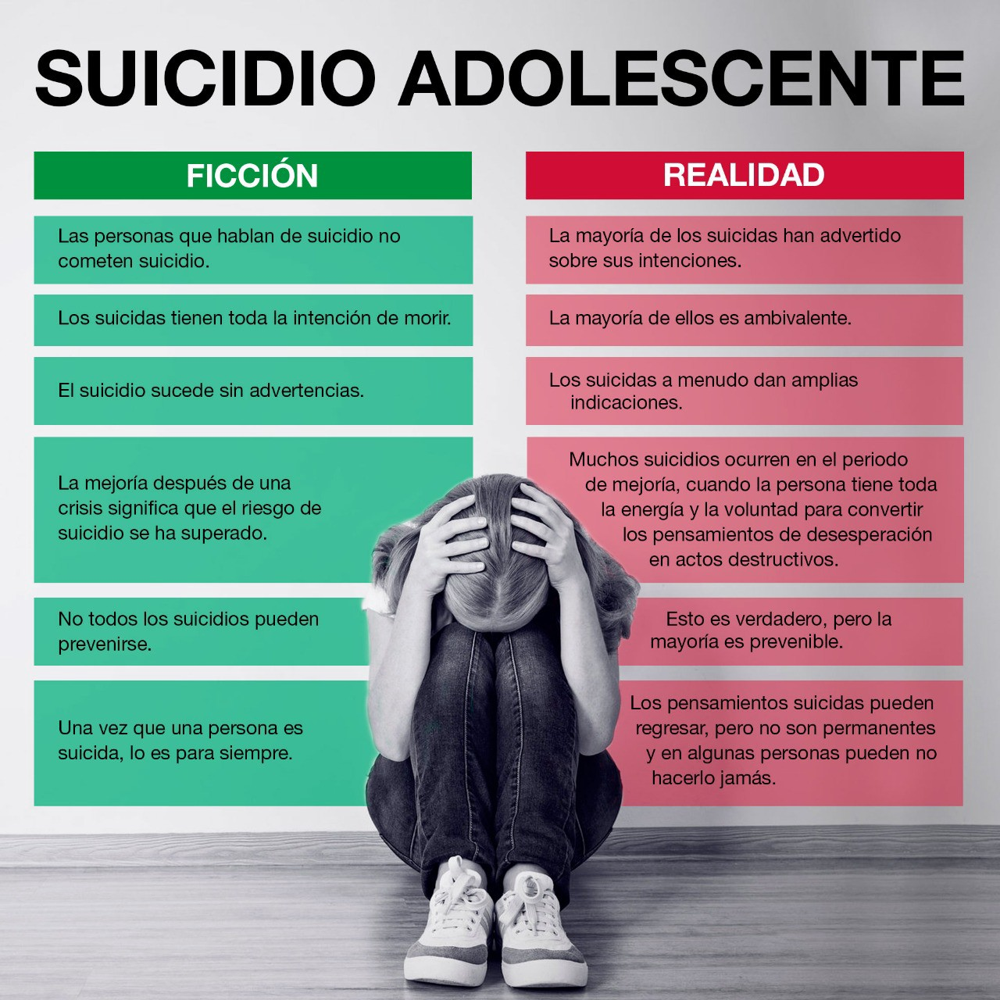 SUICIDIO ADOLESCENTE
FICCIÓN
REALIDAD
Las personas que hablan de suicidio no
cometen suicidio.
La mayoría de los suicidas han advertido
sobre sus intenciones.
Los suicidas tienen toda la intención de morir.
La mayoría de ellos es ambivalente.
El suicidio sucede sin advertencias.
Los suicidas a menudo dan amplias
indicaciones.
La mejoría después de una
crisis significa que el riesgo de
suicidio se ha superado.
Muchos suicidios ocurren en el periodo
de mejoría, cuando la persona tiene toda
la energía y la voluntad para convertir
los pensamientos de desesperación
en actos destructivos.
No todos los suicidios pueden
prevenirse.
Esto es verdadero, pero la
mayoría es prevenible.
Una vez que una persona es
suicida, lo es para siempre.
Los pensamientos suicidas pueden
regresar, pero no son permanentes
y en algunas personas pueden no
hacerlo jamás.